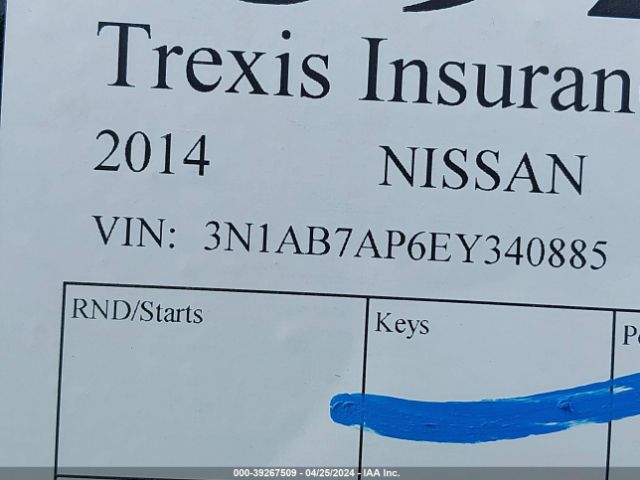 Trexis Insuran
2014 NISSAN
VIN: 3N1AB7AP6EY340885
RND/Starts Keys
000-39267509 - 04/25/2024 - IAA Inc.